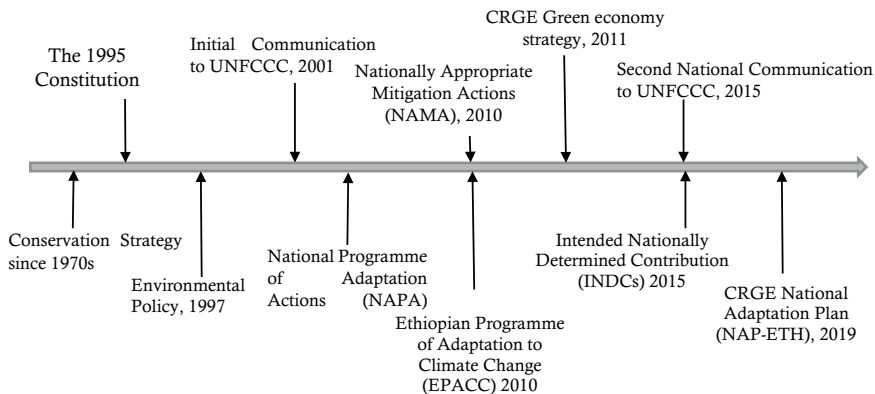 The 1995
Constitution
Initial Communication
to UNFCCC, 2001
Nationally Appropriate
Mitigation Actions
(NAMA), 2010
CRGE Green economy
strategy, 2011
Second National Communication
to UNFCCC, 2015
Conservation Strategy
since 1970s
Environmental
Policy, 1997
National Programme
of Adaptation
Actions (NAPA)
Ethiopian Programme
of Adaptation to
Climate Change
(EPACC) 2010
Intended Nationally
Determined Contribution
(INDCs) 2015
CRGE National
Adaptation Plan
(NAP-ETH), 2019